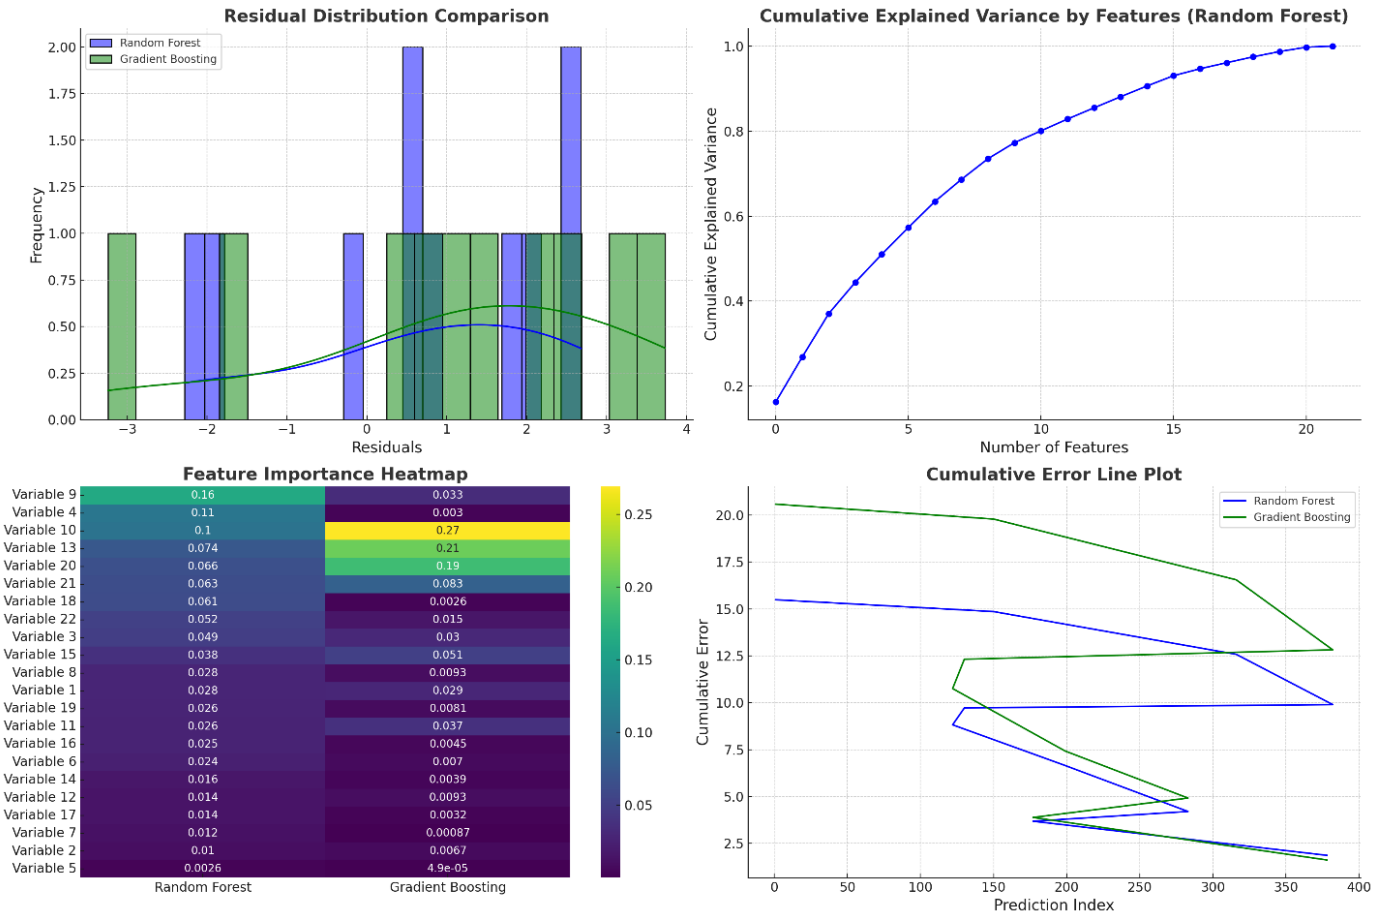 Residual Distribution Comparison
Random Forest
Gradient Boosting
2.00
1.75
1.50
1.25
1.00
0.75
0.50
0.25
0.00
Frequency
−3
−2
−1
0
1
2
3
4
Residuals
Cumulative Explained Variance by Features (Random Forest)
1.0
0.8
0.6
0.4
0.2
Cumulative Explained Variance
0
5
10
15
20
Number of Features
Feature Importance Heatmap
Variable 9 0.16 0.033
Variable 4 0.11 0.003
Variable 10 0.1 0.27
Variable 13 0.074 0.21
Variable 20 0.066 0.19
Variable 21 0.063 0.083
Variable 18 0.061 0.0026
Variable 22 0.052 0.015
Variable 3 0.049 0.03
Variable 15 0.038 0.051
Variable 8 0.028 0.0093
Variable 1 0.028 0.029
Variable 19 0.026 0.0081
Variable 11 0.026 0.037
Variable 16 0.025 0.0045
Variable 6 0.024 0.007
Variable 14 0.016 0.0039
Variable 12 0.014 0.0093
Variable 17 0.014 0.0032
Variable 7 0.012 0.00087
Variable 2 0.01 0.0067
Variable 5 0.0026 4.9e-05
Random Forest
Gradient Boosting
0.25
0.20
0.15
0.10
0.05
Cumulative Error Line Plot
Random Forest
Gradient Boosting
20.0
17.5
15.0
12.5
10.0
7.5
5.0
2.5
Cumulative Error
0
50
100
150
200
250
300
350
400
Prediction Index